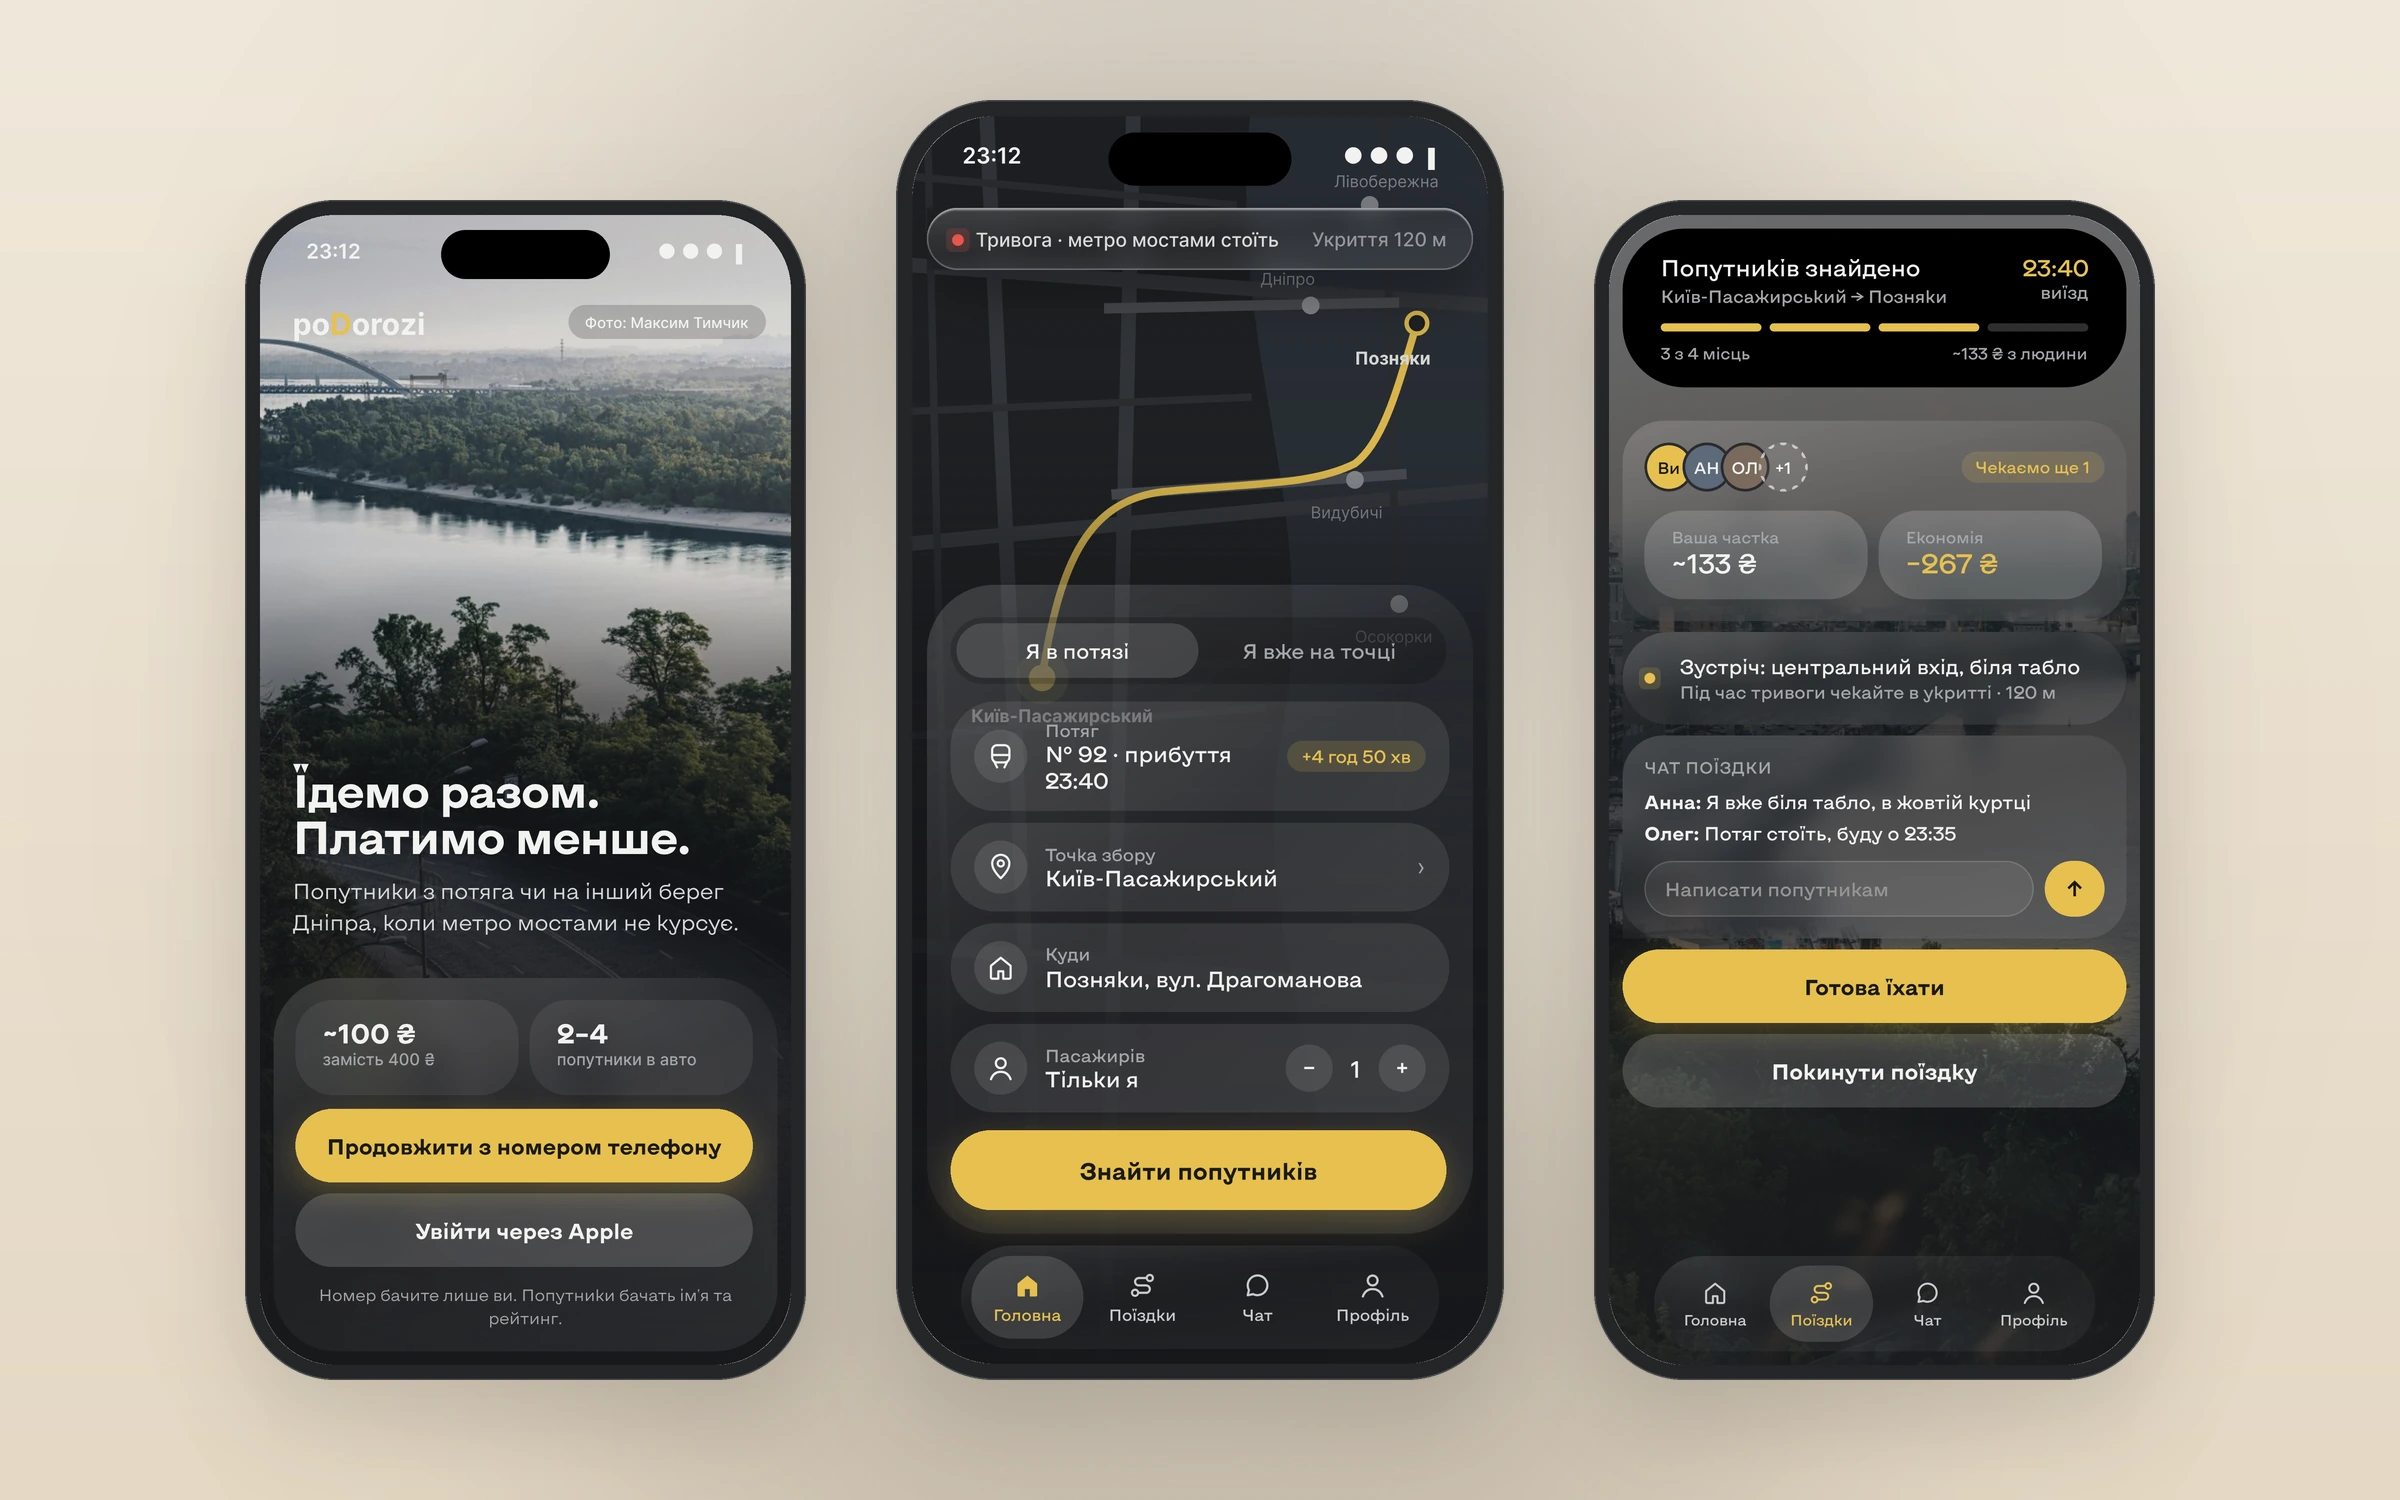 23:12
poDorozi
Фото: Максим Тимчик
Їдемо разом.
Платимо менше.
Попутники з потяга чи на інший берег
Дніпра, коли метро мостами не курсує.
~100 ₴
замість 400 ₴
2–4
попутники в авто
Продовжити з номером телефону
Увійти через Apple
Номер бачите лише ви. Попутники бачать ім'я та
рейтинг.
23:12
Лівобережна
Тривога · метро мостами стоїть
Укриття 120 м
Дніпро
Позняки
Видубичі
Осокорки
Я в потязі
Я вже на точці
Київ-Пасажирський
Потяг
№ 92 · прибуття
23:40
+4 год 50 хв
Точка збору
Київ-Пасажирський
Куди
Позняки, вул. Драгоманова
Пасажирів
Тільки я
− 1 +
Знайти попутників
Головна
Поїздки
Чат
Профіль
Попутників знайдено
23:40
Київ-Пасажирський → Позняки
виїзд
3 з 4 місць
~133 ₴ з людини
Ви
АН
ОЛ
+1
Чекаємо ще 1
Ваша частка
~133 ₴
Економія
−267 ₴
Зустріч: центральний вхід, біля табло
Під час тривоги чекайте в укритті · 120 м
ЧАТ ПОЇЗДКИ
Анна: Я вже біля табло, в жовтій куртці
Олег: Потяг стоїть, буду о 23:35
Написати попутникам
Готова їхати
Покинути поїздку
Головна
Поїздки
Чат
Профіль